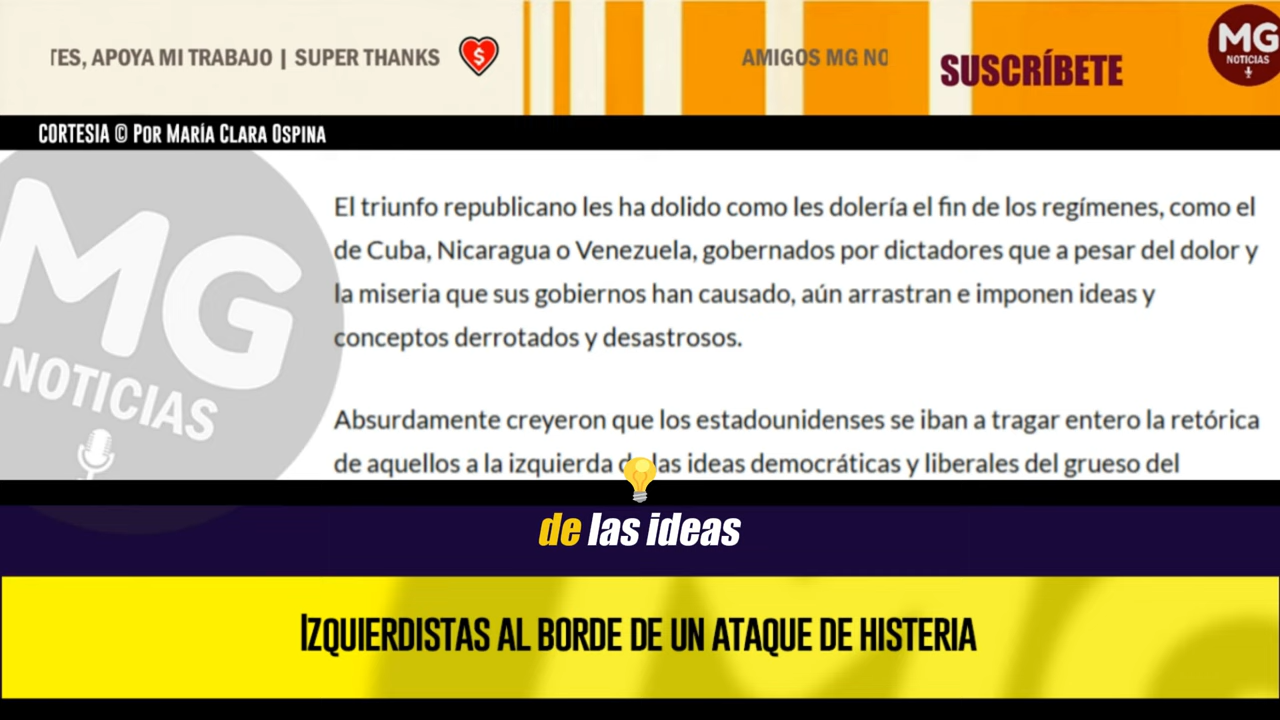 TES, APOYA MI TRABAJO | SUPER THANKS
AMIGOS MG NO
SUSCRÍBETE
MG
NOTICIAS
CORTESIA © POR MARÍA CLARA OSPINA
MG
NOTICIAS
El triunfo republicano les ha dolido como les dolería el fin de los regímenes, como el
de Cuba, Nicaragua o Venezuela, gobernados por dictadores que a pesar del dolor y
la miseria que sus gobiernos han causado, aún arrastran e imponen ideas y
conceptos derrotados y desastrosos.
Absurdamente creyeron que los estadounidenses se iban a tragar entero la retórica
de aquellos a la izquierda de las ideas democráticas y liberales del grueso del
de las ideas
IZQUIERDISTAS AL BORDE DE UN ATAQUE DE HISTERIA